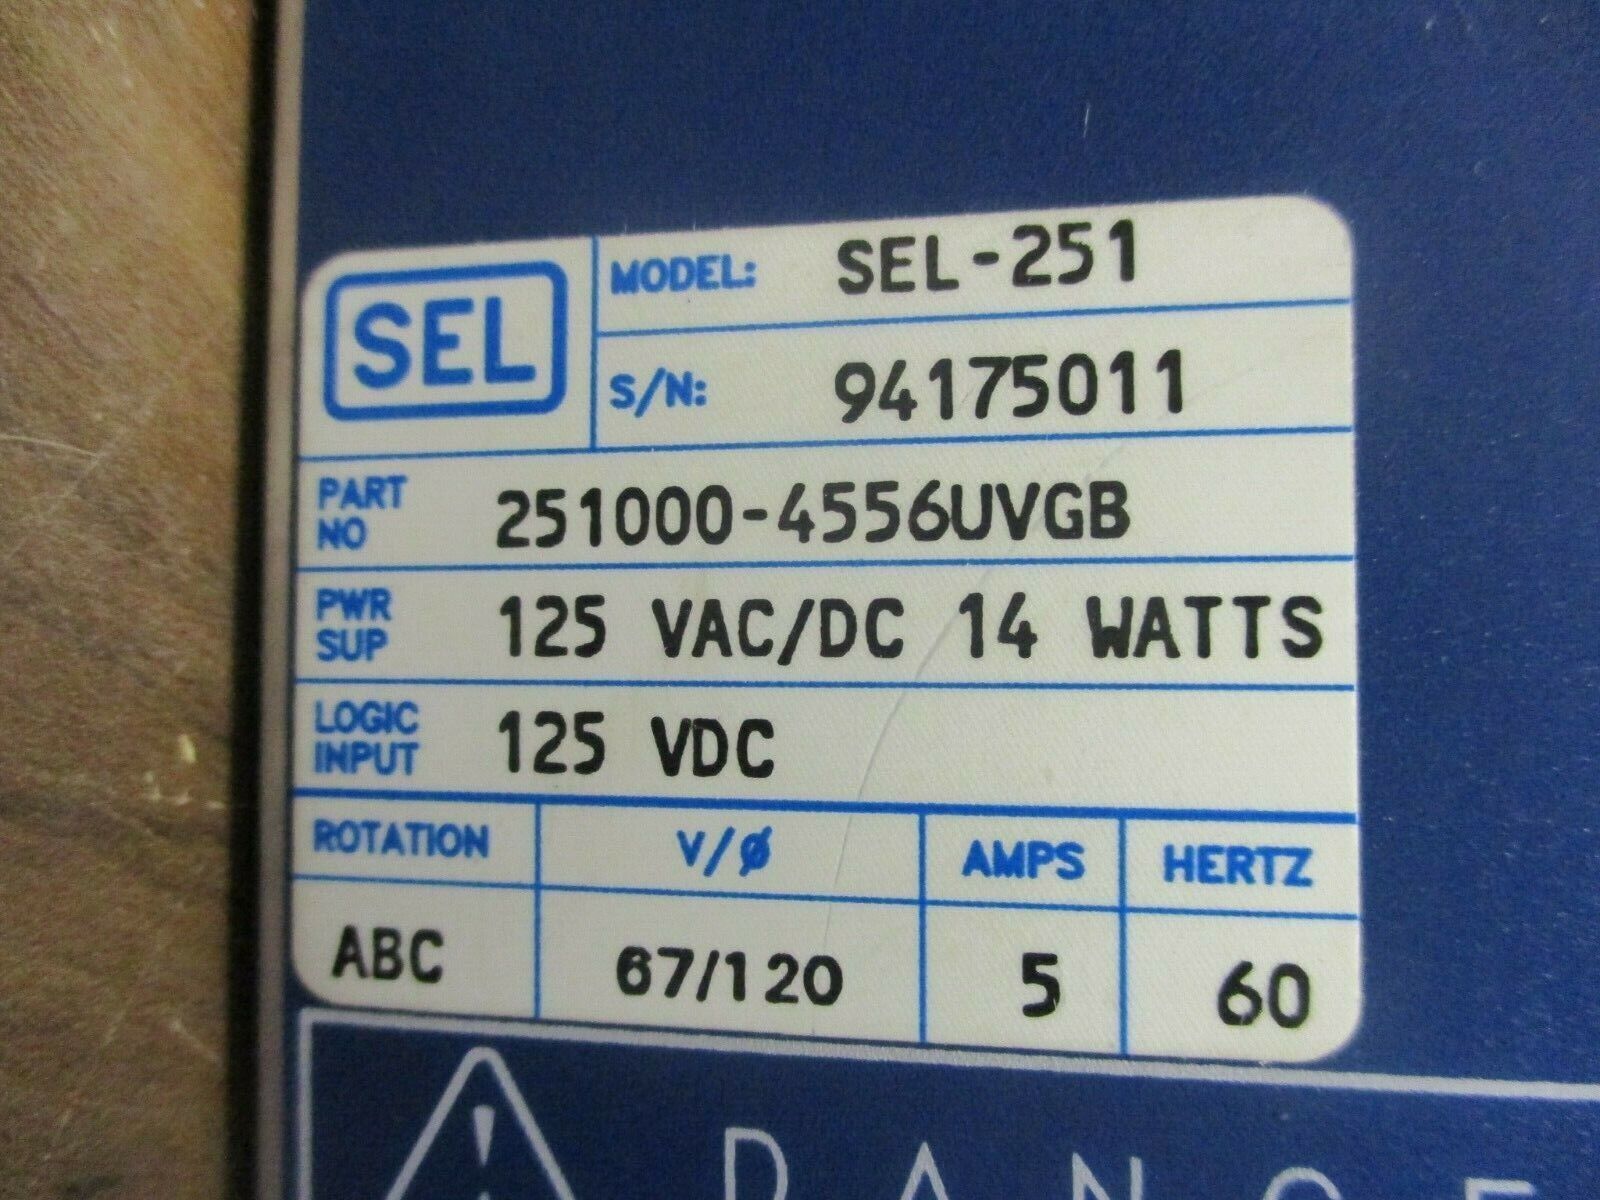 SEL
MODEL: SEL-251
S/N: 94175011
PART NO 251000-4556UVGB
PWR SUP 125 VAC/DC 14 WATTS
LOGIC INPUT 125 VDC
ROTATION V/Ø AMPS HERTZ
ABC 67/120 5 60
!
DANGE